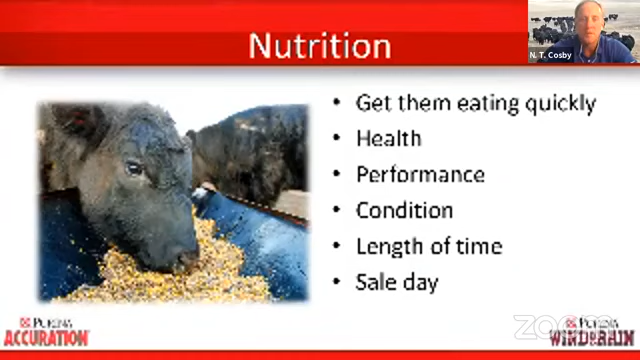 Nutrition
N. T. Cosby
• Get them eating quickly
• Health
• Performance
• Condition
• Length of time
• Sale day
PURINA
ACCURATION
PURINA
WIND & RAIN
zoom